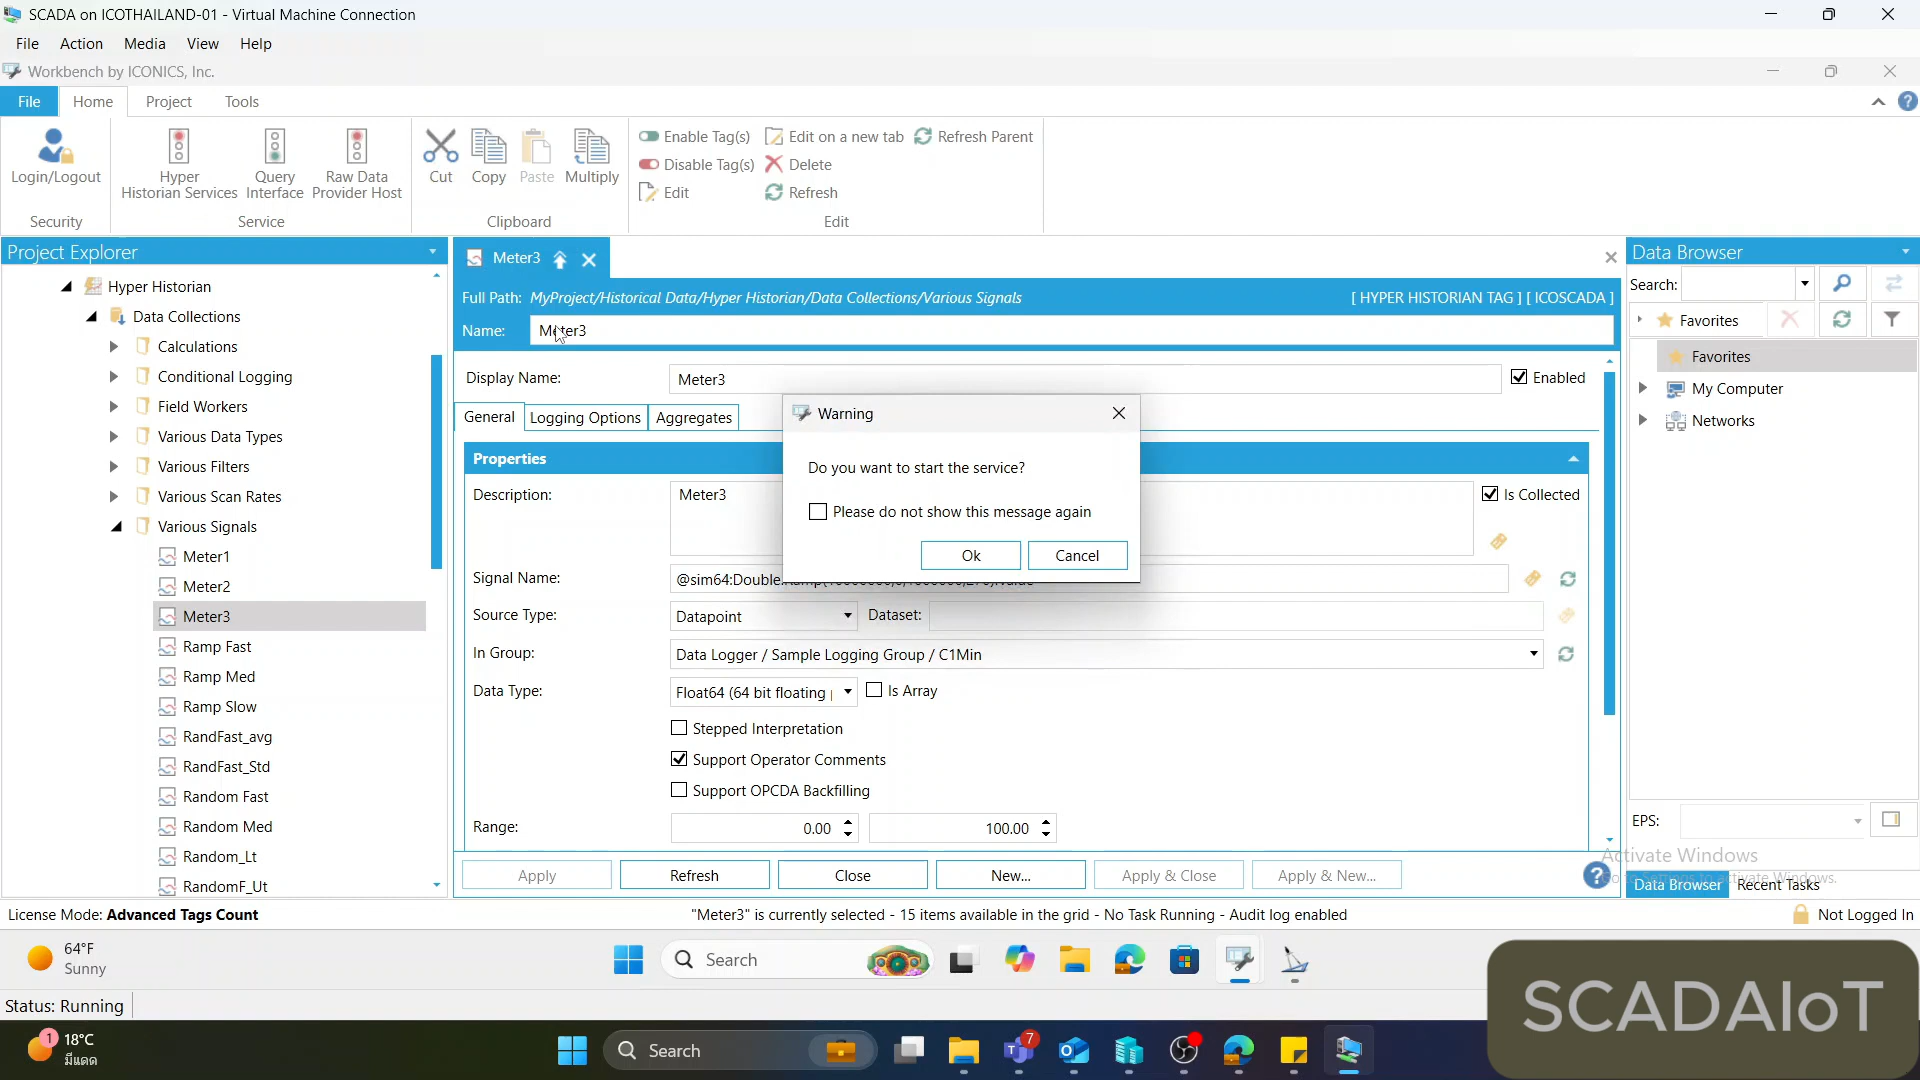 SCADA on ICOTHAILAND-01 - Virtual Machine Connection
File Action Media View Help
Workbench by ICONICS, Inc.
File Home Project Tools
Login/Logout
Hyper Historian Services
Query Interface
Raw Data Provider Host
Cut Copy Paste Multiply
Enable Tag(s) Edit on a new tab Refresh Parent
Disable Tag(s) Delete
Edit Refresh
Security Service Clipboard Edit
Project Explorer
Hyper Historian
Data Collections
Calculations
Conditional Logging
Field Workers
Various Data Types
Various Filters
Various Scan Rates
Various Signals
Meter1
Meter2
Meter3
Ramp Fast
Ramp Med
Ramp Slow
RandFast_avg
RandFast_Std
Random Fast
Random Med
Random_Lt
RandomF_Ut
Meter3
Full Path: MyProject/Historical Data/Hyper Historian/Data Collections/Various Signals [ HYPER HISTORIAN TAG ] [ ICOSCADA ]
Name: Meter3
Display Name: Meter3 Enabled
General Logging Options Aggregates
Properties
Description: Meter3 Is Collected
Signal Name: @sim64:Double.
Source Type: Datapoint Dataset:
In Group: Data Logger / Sample Logging Group / C1Min
Data Type: Float64 (64 bit floating Is Array
Stepped Interpretation
Support Operator Comments
Support OPCDA Backfilling
Range: 0.00 100.00
Apply Refresh Close New... Apply & Close Apply & New...
Warning
Do you want to start the service?
Please do not show this message again
Ok Cancel
Data Browser
Search:
Favorites
Favorites
My Computer
Networks
EPS:
Activate Windows
Go to Settings to activate Windows.
Data Browser Recent Tasks
License Mode: Advanced Tags Count
"Meter3" is currently selected - 15 items available in the grid - No Task Running - Audit log enabled
Not Logged In
64°F
Sunny
Search
Status: Running
1
18°C
มีแดด
Search
7
SCADAIoT